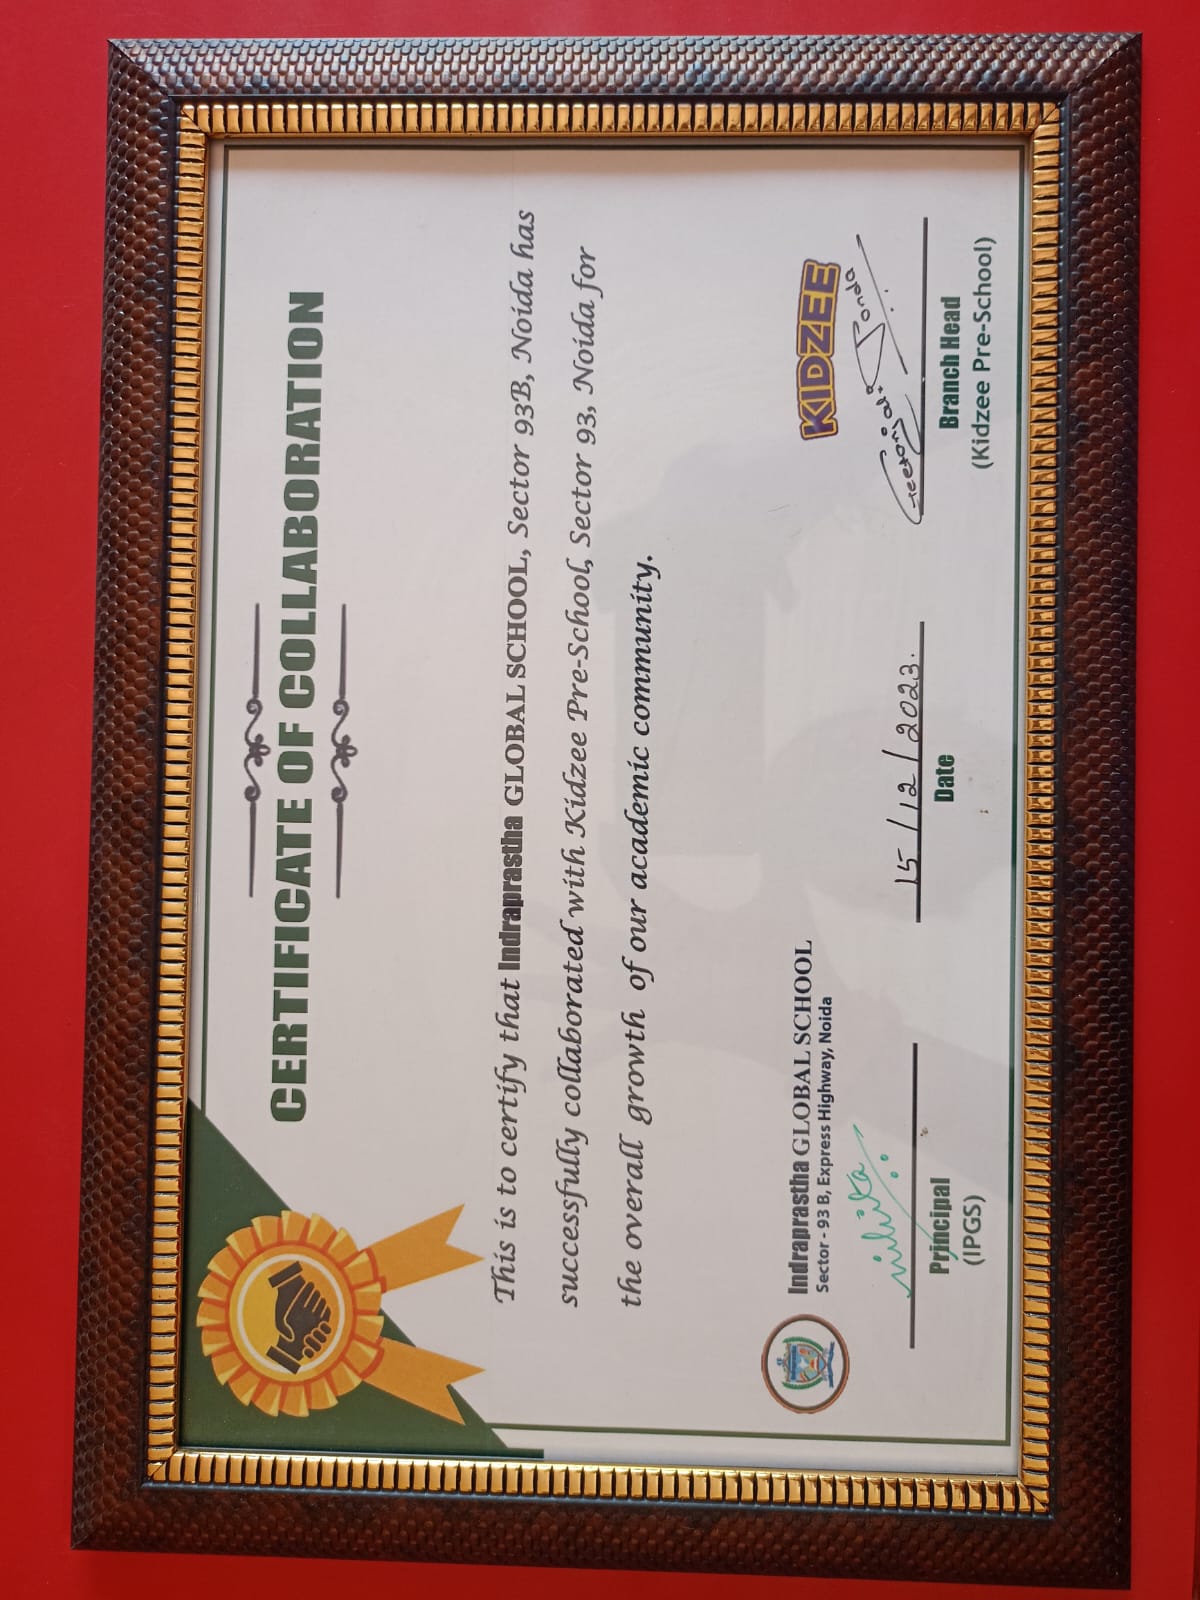 CERTIFICATE OF COLLABORATION
This is to certify that Indraprastha GLOBAL SCHOOL, Sector 93B, Noida has
successfully collaborated with Kidzee Pre-School, Sector 93, Noida for
the overall growth of our academic community.
Indraprastha GLOBAL SCHOOL
Sector - 93 B, Express Highway, Noida
KIDZEE
15/12/2023.
Principal
(IPGS)
Date
Branch Head
(Kidzee Pre-School)